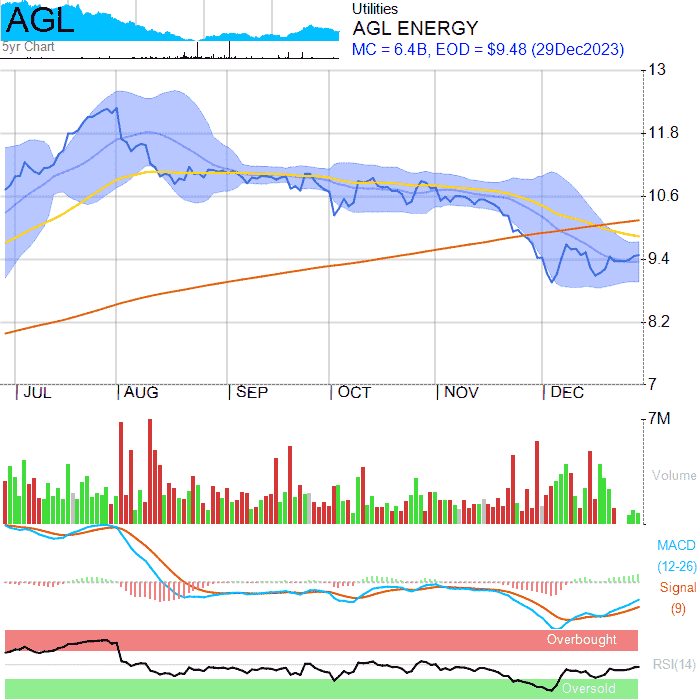 AGL
5yr Chart
Utilities
AGL ENERGY
MC = 6.4B, EOD = $9.48 (29Dec2023)
13
11.8
10.6
9.4
8.2
7
JUL AUG SEP OCT NOV DEC
7M
Volume
MACD
(12-26)
Signal
(9)
Overbought
RSI(14)
Oversold